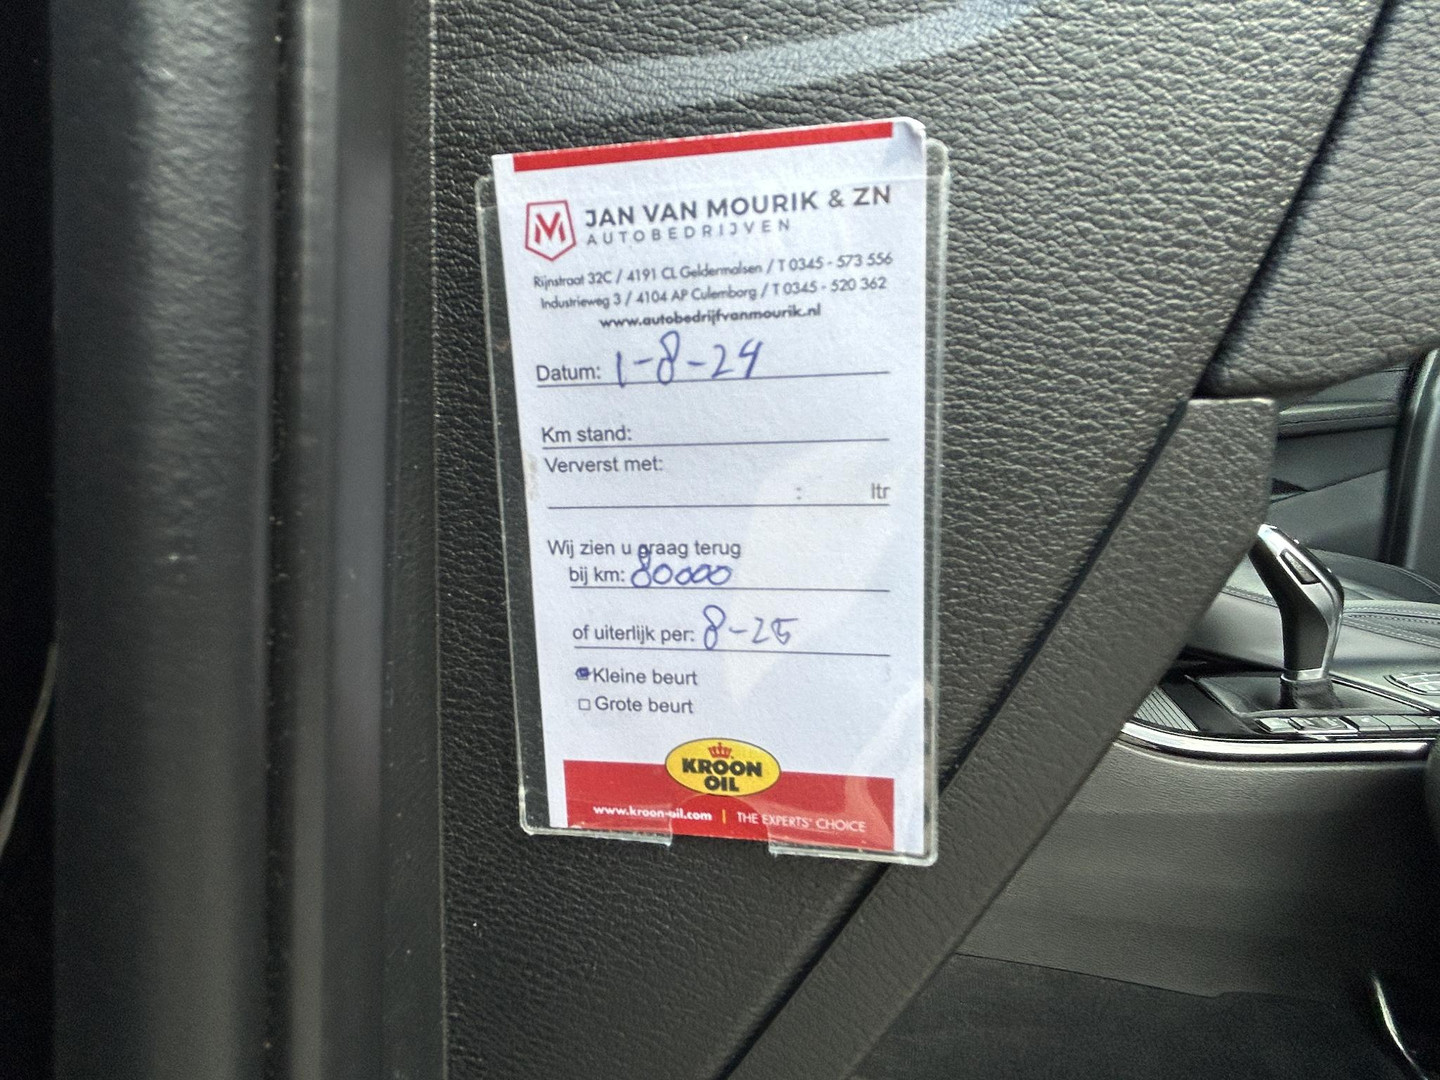 JAN VAN MOURIK & ZN
AUTOBEDRIJVEN
Rijnstraat 32C / 4191 CL Geldermalsen / T 0345 - 573 556
Industrieweg 3 / 4104 AP Culemborg / T 0345 - 520 362
www.autobedrijfvanmourik.nl
Datum: 1-8-24
Km stand:
Ververst met:
: ltr
Wij zien u graag terug
bij km: 80000
of uiterlijk per: 8-25
Kleine beurt
Grote beurt
KROON
OIL
www.kroon-oil.com | THE EXPERTS' CHOICE